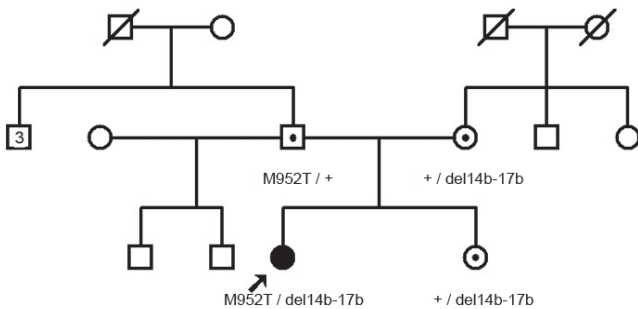 3
M952T / +
+ / del14b-17b
M952T / del14b-17b
+ / del14b-17b